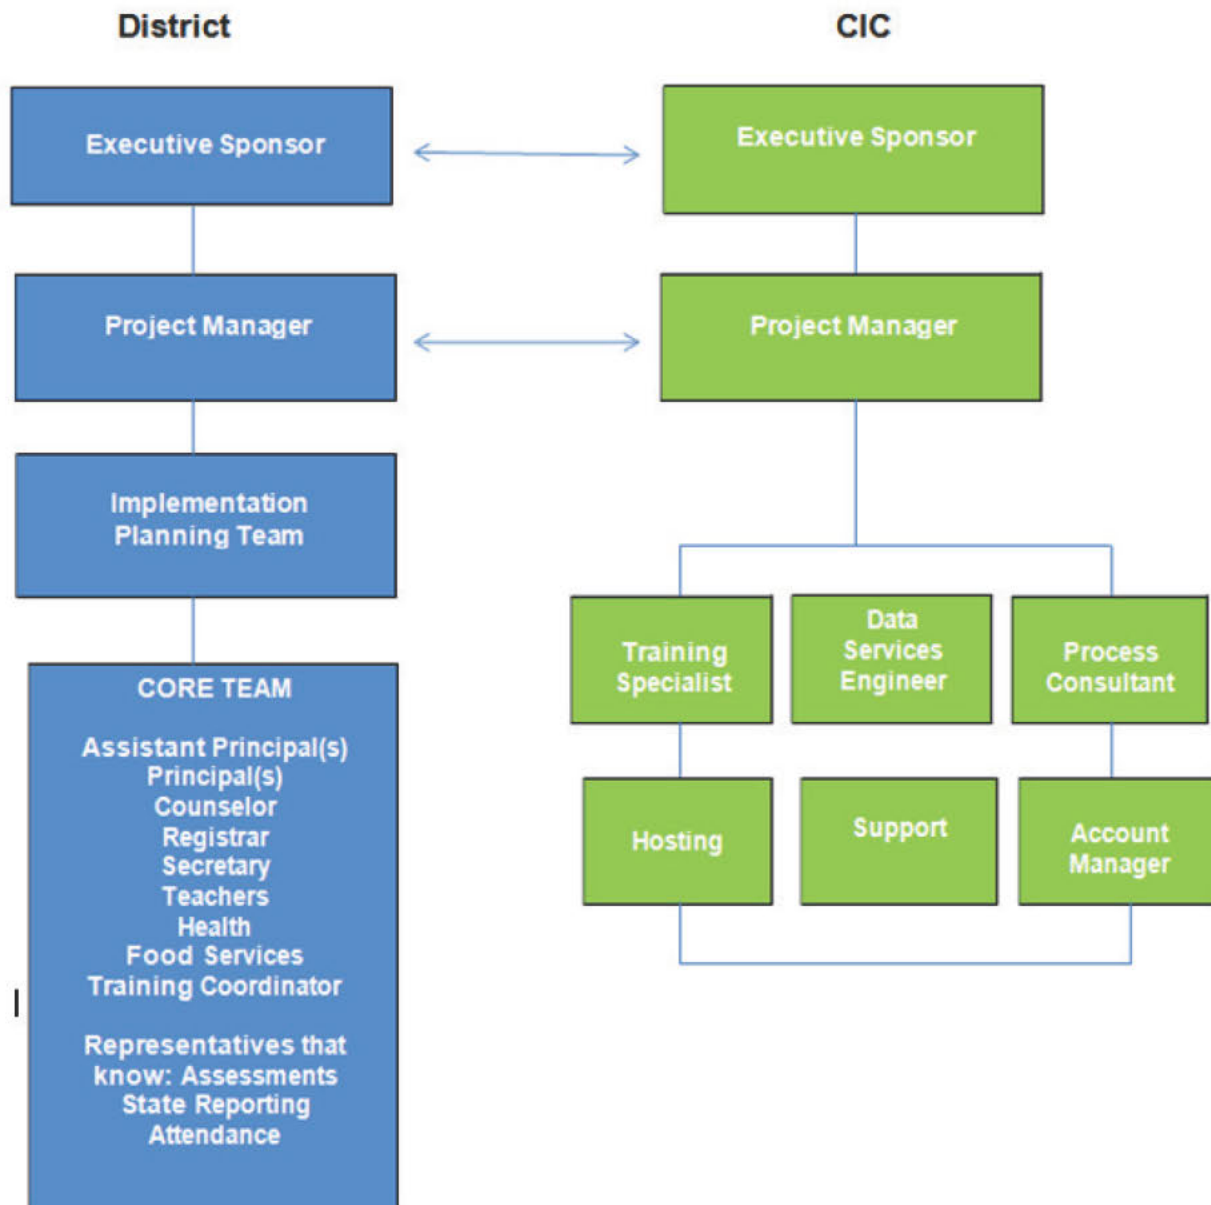 District
CIC
Executive Sponsor
Executive Sponsor
Project Manager
Project Manager
Implementation
Planning Team
Training
Specialist
Data
Services
Engineer
Process
Consultant
CORE TEAM
Assistant Principal(s)
Principal(s)
Counselor
Registrar
Secretary
Teachers
Health
Food Services
Training Coordinator
Representatives that
know: Assessments
State Reporting
Attendance
Hosting
Support
Account
Manager